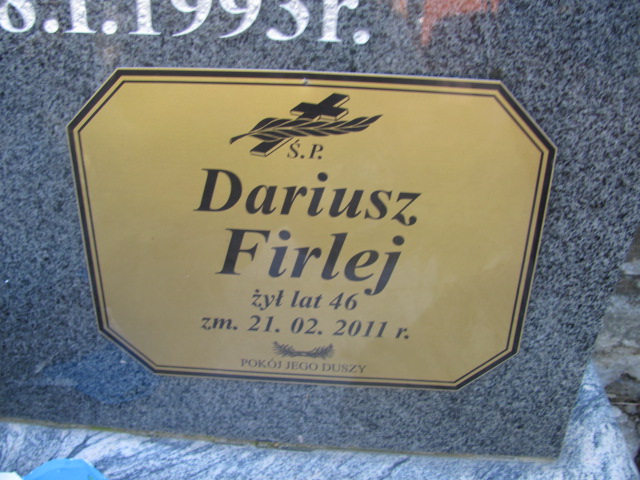 8.1.1993r.
Ś.P.
Dariusz
Firlej
żył lat 46
zm. 21. 02. 2011 r.
POKÓJ JEGO DUSZY